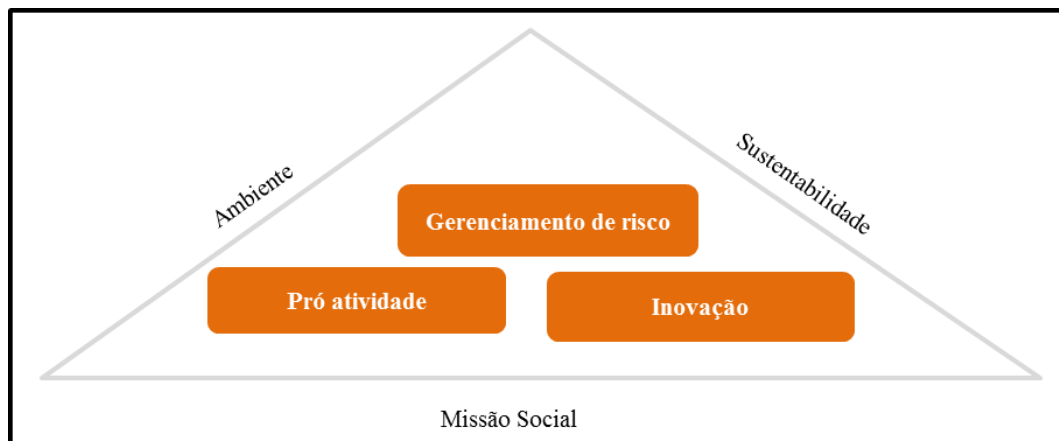 Ambiente
Sustentabilidade
Gerenciamento de risco
Pró atividade
Inovação
Missão Social